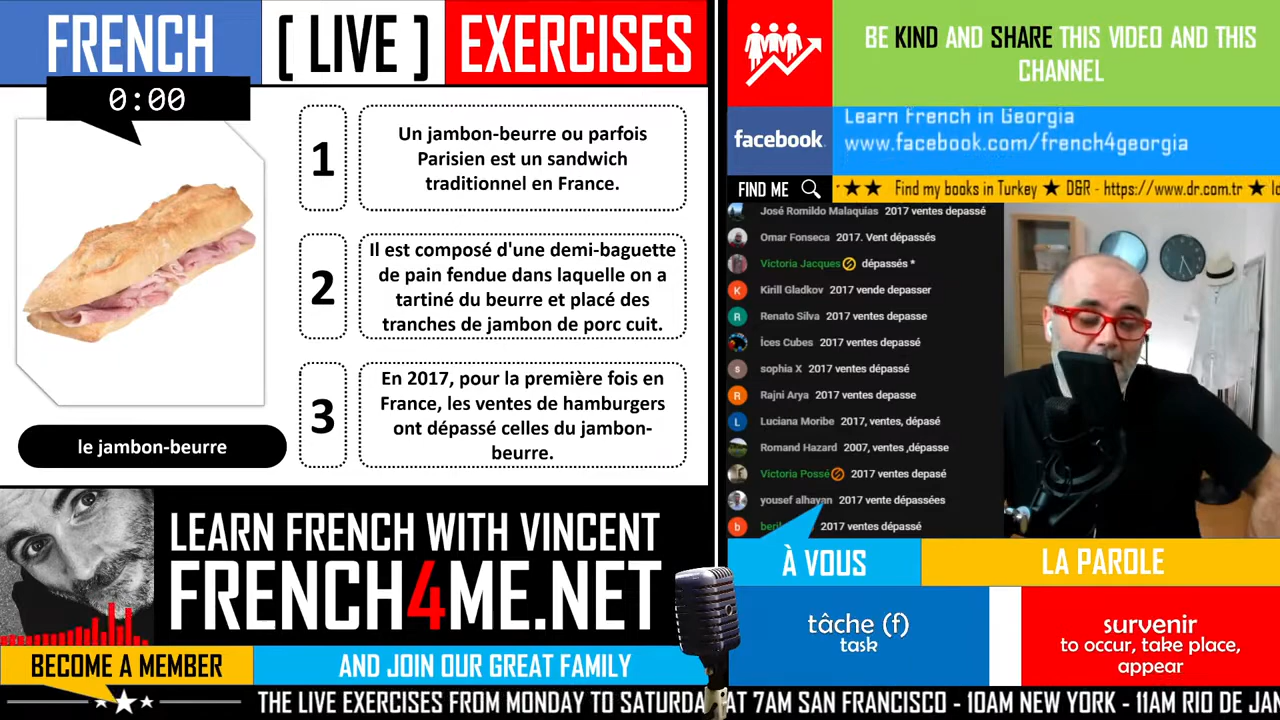 FRENCH [ LIVE ] EXERCISES
0:00
le jambon-beurre
1
Un jambon-beurre ou parfois
Parisien est un sandwich
traditionnel en France.
2
Il est composé d'une demi-baguette
de pain fendue dans laquelle on a
tartiné du beurre et placé des
tranches de jambon de porc cuit.
3
En 2017, pour la première fois en
France, les ventes de hamburgers
ont dépassé celles du jambon-
beurre.
LEARN FRENCH WITH VINCENT
FRENCH4ME.NET
BECOME A MEMBER
AND JOIN OUR GREAT FAMILY
BE KIND AND SHARE THIS VIDEO AND THIS
CHANNEL
facebook.
Learn French in Georgia
www.facebook.com/french4georgia
FIND ME
Find my books in Turkey ★ D&R - https://www.dr.com.tr ★
José Romildo Malaquias 2017 ventes depassé
Omar Fonseca 2017. Vent dépassés
Victoria Jacques dépassés *
K Kirill Gladkov 2017 vende depasser
R Renato Silva 2017 ventes depasse
İces Cubes 2017 ventes dépassé
s sophia X 2017 ventes dépassé
R Rajni Arya 2017 ventes depasse
L Luciana Moribe 2017, ventes, dépasé
Romand Hazard 2007, ventes ,dépasse
Victoria Possé 2017 ventes depasé
yousef alhayan 2017 vente dépassées
b 2017 ventes dépassé
À VOUS
LA PAROLE
tâche (f)
task
survenir
to occur, take place,
appear
THE LIVE EXERCISES FROM MONDAY TO SATURDAY AT 7AM SAN FRANCISCO - 10AM NEW YORK - 11AM RIO DE JAN